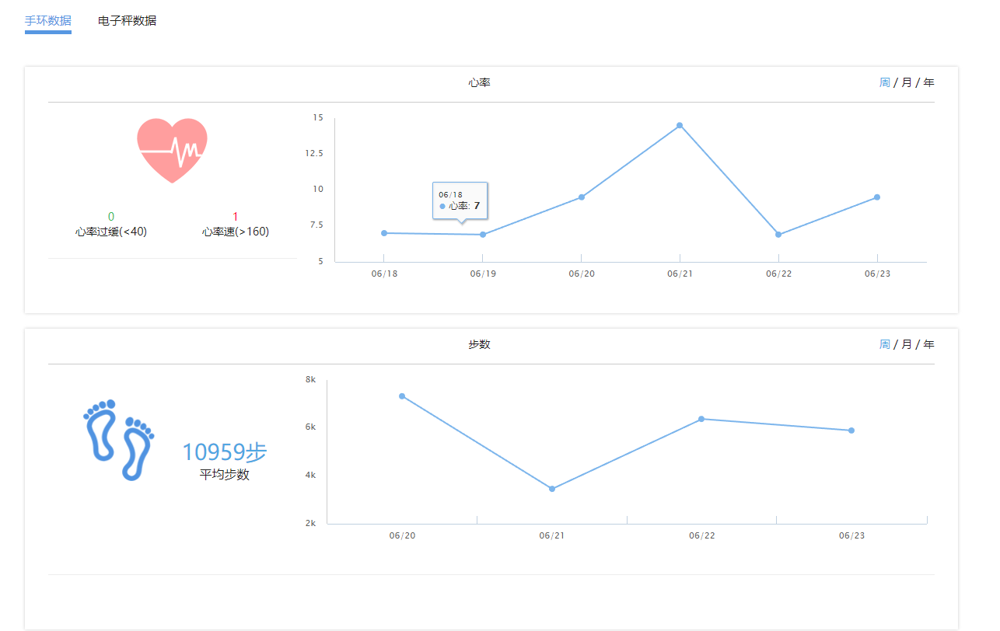 手环数据 电子秤数据
心率 周 / 月 / 年
0 1
心率过缓(<40) 心率速(>160)
15
12.5
10
7.5
5
06/18
心率: 7
06/18 06/19 06/20 06/21 06/22 06/23
步数 周 / 月 / 年
10959步
平均步数
8k
6k
4k
2k
06/20 06/21 06/22 06/23